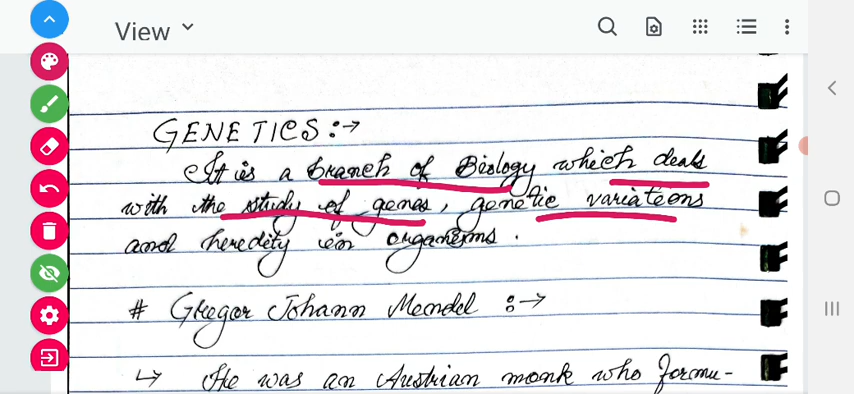 View
GENETICS :→
It is a branch of Biology which deals
with the study of genes, genetic variations
and heredity in organisms.
# Gregor Johann Mendel :→
↳ He was an Austrian monk who formu-